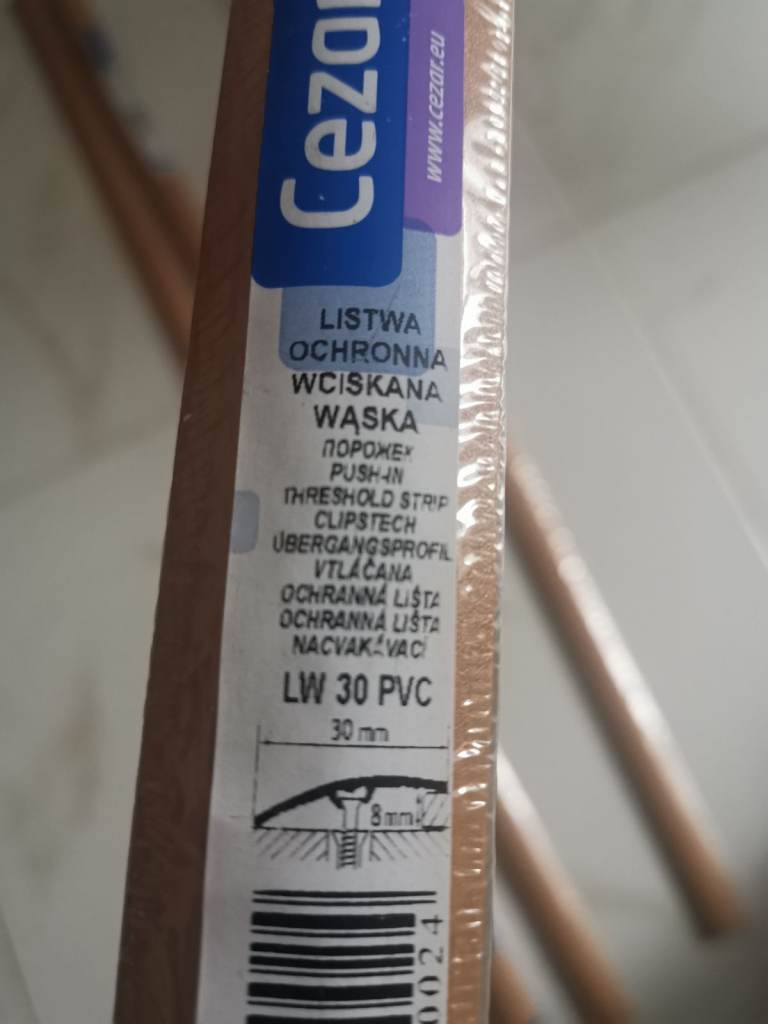 Cezar
www.cezar.eu
LISTWA
OCHRONNA
WCISKANA
WĄSKA
ПОРОЖЕК
PUSH-IN
THRESHOLD STRIP
CLIPSTECH
ÜBERGANGSPROFIL
VTLÁČANA
OCHRANNÁ LIŠTA
OCHRANNÁ LIŠTA
NACVAKÁVACÍ
LW 30 PVC
30 mm
8mm
0024